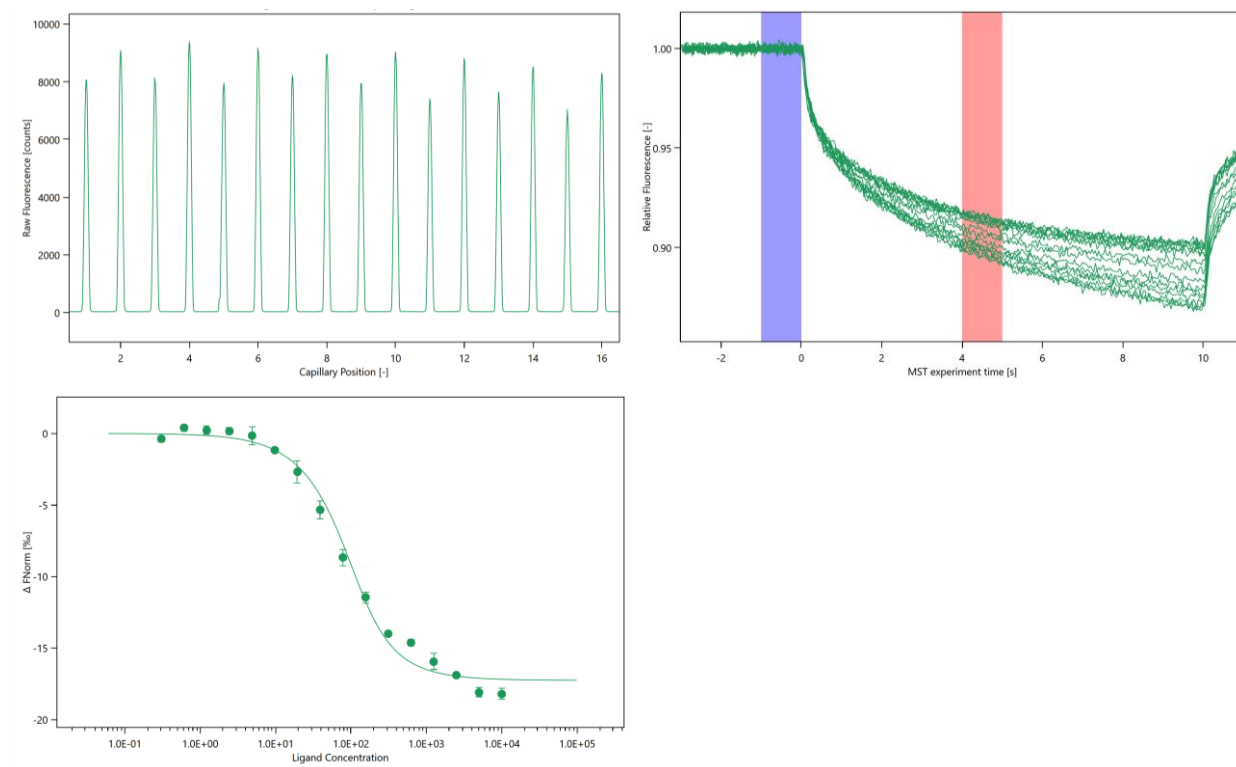 10000
8000
6000
4000
2000
0
Raw Fluorescence [counts]
2 4 6 8 10 12 14 16
Capillary Position [-]
1.00
0.95
0.90
Relative Fluorescence [-]
-2 0 2 4 6 8 10
MST experiment time [s]
0
-5
-10
-15
-20
Δ FNorm [‰]
1.0E-01 1.0E+00 1.0E+01 1.0E+02 1.0E+03 1.0E+04 1.0E+05
Ligand Concentration